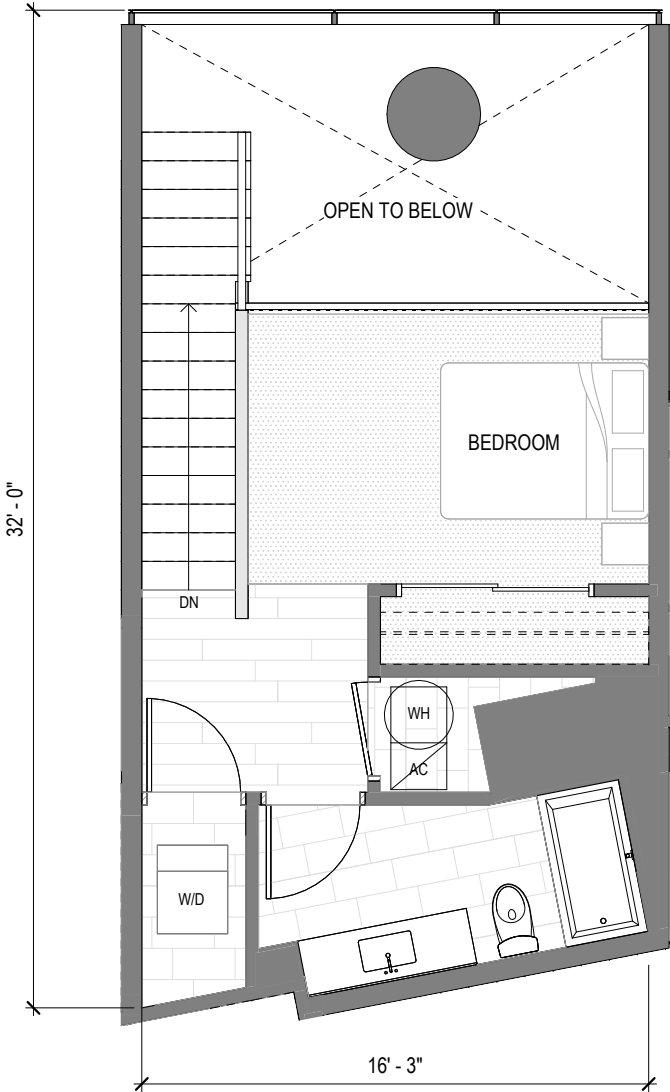 OPEN TO BELOW
BEDROOM
32' - 0"
DN
WH
AC
W/D
16' - 3"